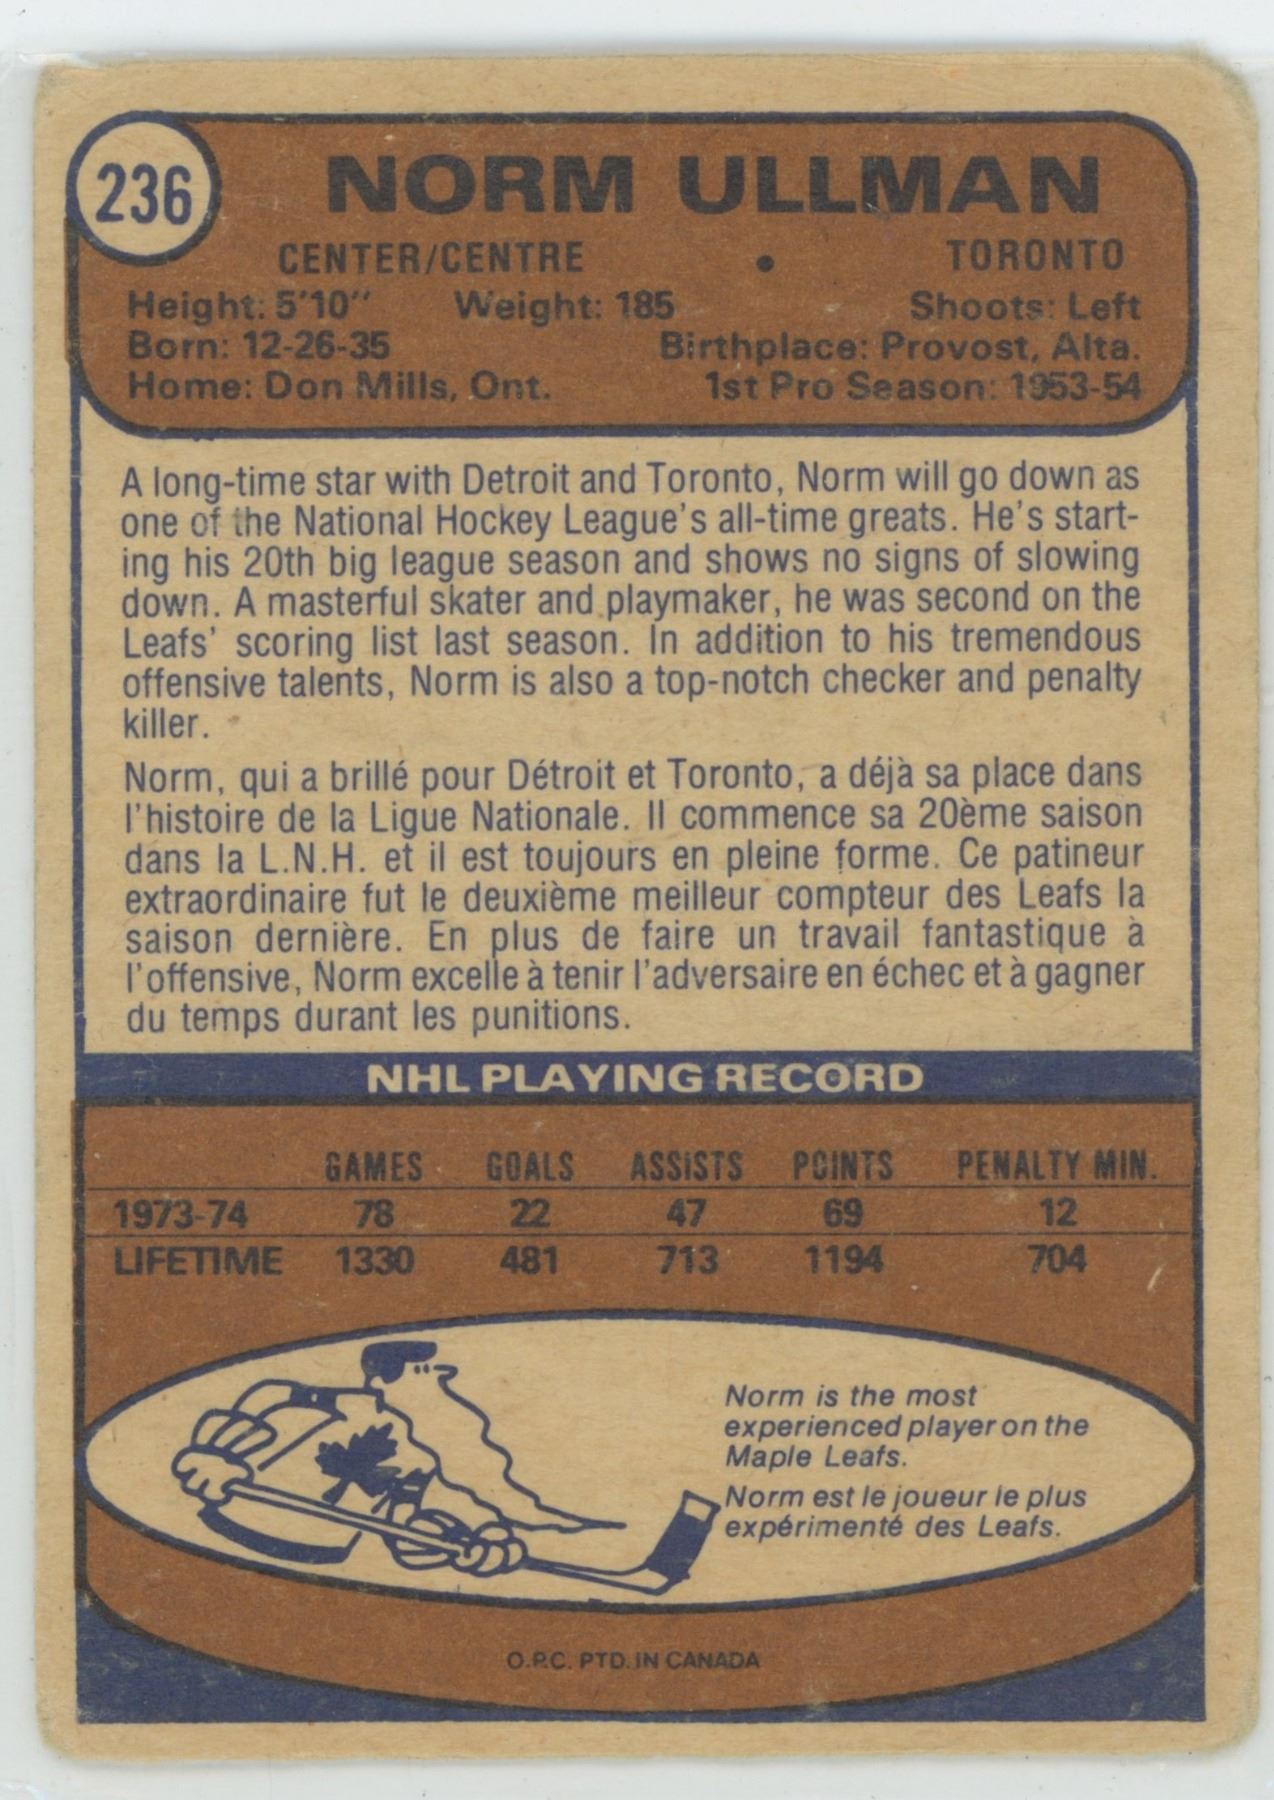 236
NORM ULLMAN
CENTER/CENTRE • TORONTO
Height: 5'10" Weight: 185 Shoots: Left
Born: 12-26-35 Birthplace: Provost, Alta.
Home: Don Mills, Ont. 1st Pro Season: 1953-54
A long-time star with Detroit and Toronto, Norm will go down as
one of the National Hockey League's all-time greats. He's start-
ing his 20th big league season and shows no signs of slowing
down. A masterful skater and playmaker, he was second on the
Leafs' scoring list last season. In addition to his tremendous
offensive talents, Norm is also a top-notch checker and penalty
killer.
Norm, qui a brillé pour Détroit et Toronto, a déjà sa place dans
l'histoire de la Ligue Nationale. Il commence sa 20ème saison
dans la L.N.H. et il est toujours en pleine forme. Ce patineur
extraordinaire fut le deuxième meilleur compteur des Leafs la
saison dernière. En plus de faire un travail fantastique à
l'offensive, Norm excelle à tenir l'adversaire en échec et à gagner
du temps durant les punitions.
NHL PLAYING RECORD
GAMES GOALS ASSISTS POINTS PENALTY MIN.
1973-74 78 22 47 69 12
LIFETIME 1330 481 713 1194 704
Norm is the most
experienced player on the
Maple Leafs.
Norm est le joueur le plus
expérimenté des Leafs.
O.P.C. PTD. IN CANADA